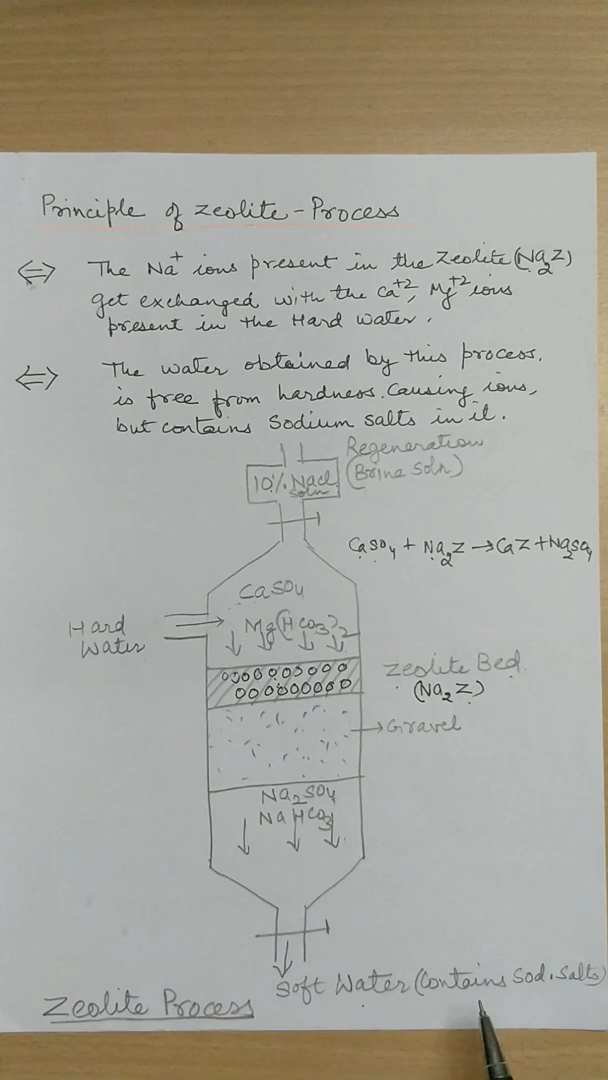 Principle of zeolite-Process
⇔ The Na⁺ ions present in the Zeolite (Na₂Z)
get exchanged with the Ca⁺², Mg⁺² ions
present in the Hard water.
⇔ The water obtained by this process.
is free from hardness. Causing ions,
but contains Sodium salts in it.
Regeneration
(Brine Soln)
10% NaCl
soln
CaSO₄ + Na₂Z → CaZ + Na₂SO₄
CaSO₄
Mg(HCO₃)₂
Hard
Water
Zeolite Bed
(Na₂Z)
→ Gravel
Na₂SO₄
NaHCO₃
Soft Water (Contains Sod. Salts)
Zeolite Process